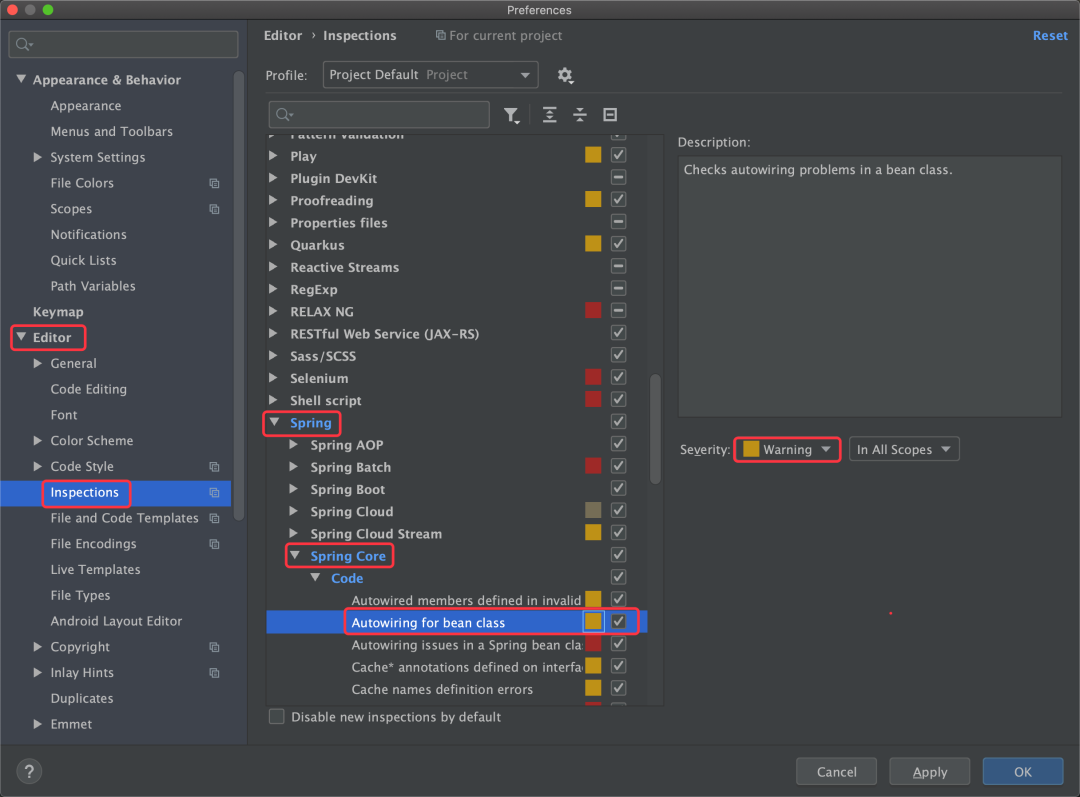 Preferences
Editor › Inspections
For current project
Reset
Appearance & Behavior
Appearance
Menus and Toolbars
System Settings
File Colors
Scopes
Notifications
Quick Lists
Path Variables
Keymap
Editor
General
Code Editing
Font
Color Scheme
Code Style
Inspections
File and Code Templates
File Encodings
Live Templates
File Types
Android Layout Editor
Copyright
Inlay Hints
Duplicates
Emmet
Profile:
Project Default Project
Pattern Validation
Play
Plugin DevKit
Proofreading
Properties files
Quarkus
Reactive Streams
RegExp
RELAX NG
RESTful Web Service (JAX-RS)
Sass/SCSS
Selenium
Shell script
Spring
Spring AOP
Spring Batch
Spring Boot
Spring Cloud
Spring Cloud Stream
Spring Core
Code
Autowired members defined in invalid
Autowiring for bean class
Autowiring issues in a Spring bean cla
Cache* annotations defined on interfa
Cache names definition errors
Disable new inspections by default
Description:
Checks autowiring problems in a bean class.
Severity:
Warning
In All Scopes
?
Cancel
Apply
OK